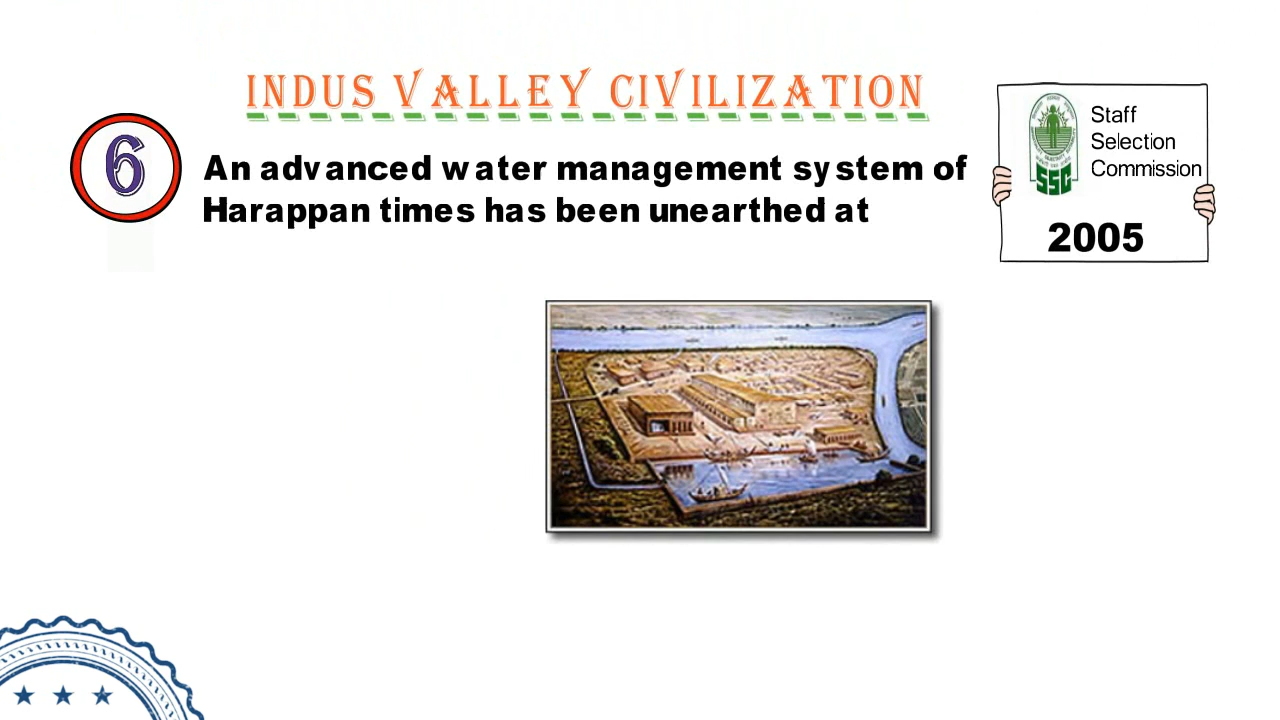 INDUS VALLEY CIVILIZATION
6
An advanced water management system of
Harappan times has been unearthed at
Staff
Selection
Commission
SSC
2005